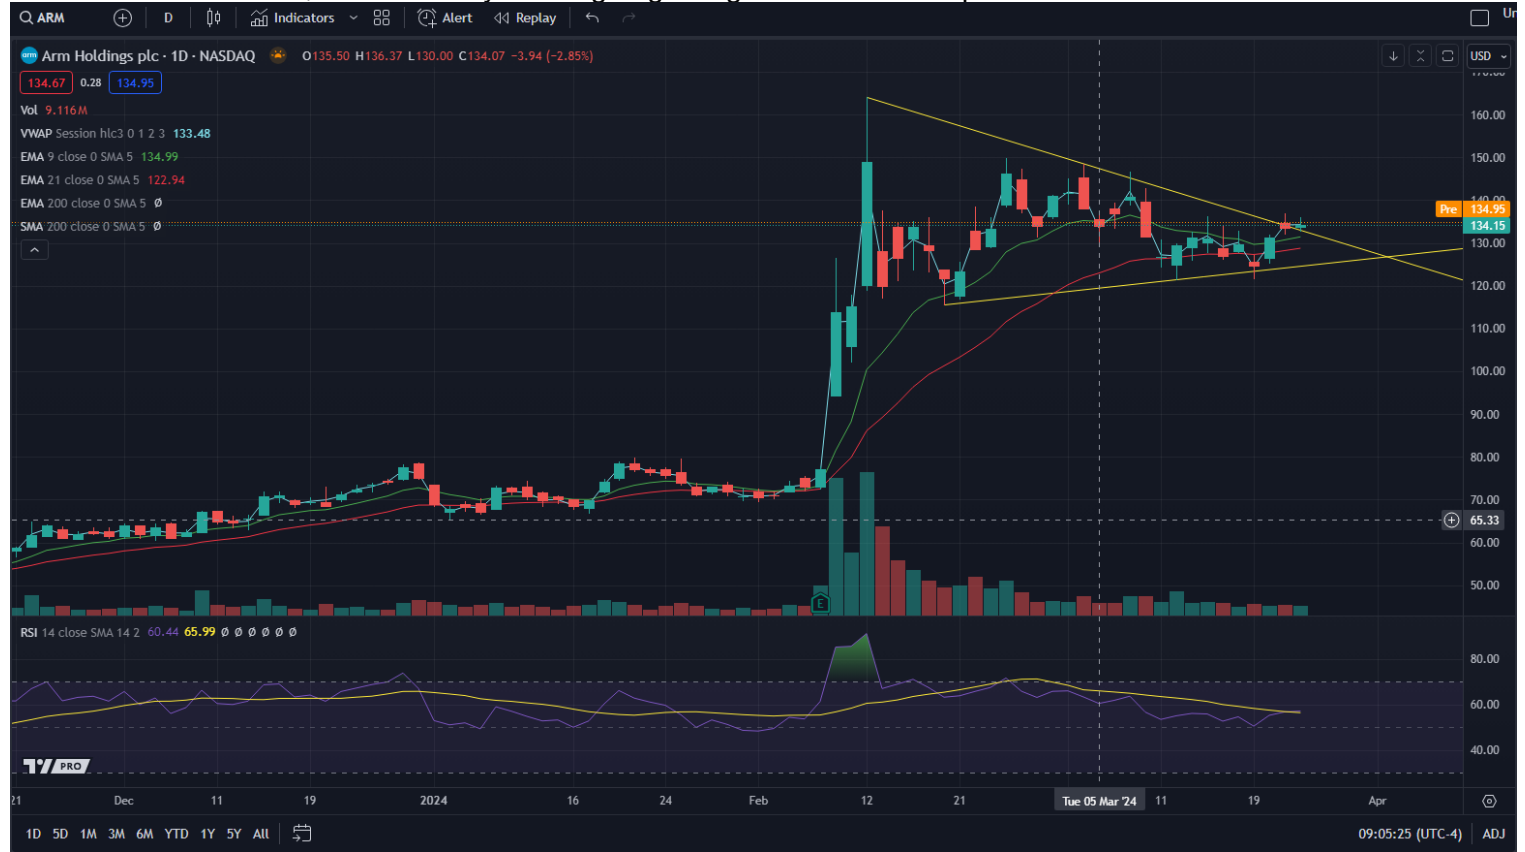 ARM
D
Indicators
Alert
Replay
arm Arm Holdings plc · 1D · NASDAQ O135.50 H136.37 L130.00 C134.07 −3.94 (−2.85%)
USD
134.67 0.28 134.95
Vol 9.116M
VWAP Session hlc3 0 1 2 3 133.48
EMA 9 close 0 SMA 5 134.99
EMA 21 close 0 SMA 5 122.94
EMA 200 close 0 SMA 5 Ø
SMA 200 close 0 SMA 5 Ø
160.00
150.00
Pre 134.95
134.15
130.00
120.00
110.00
100.00
90.00
80.00
70.00
65.33
60.00
50.00
E
RSI 14 close SMA 14 2 60.44 65.99 Ø Ø Ø Ø Ø Ø
80.00
60.00
40.00
TV PRO
21 Dec 11 19 2024 16 24 Feb 12 21 Tue 05 Mar '24 11 19 Apr
1D 5D 1M 3M 6M YTD 1Y 5Y All
09:05:25 (UTC-4) ADJ